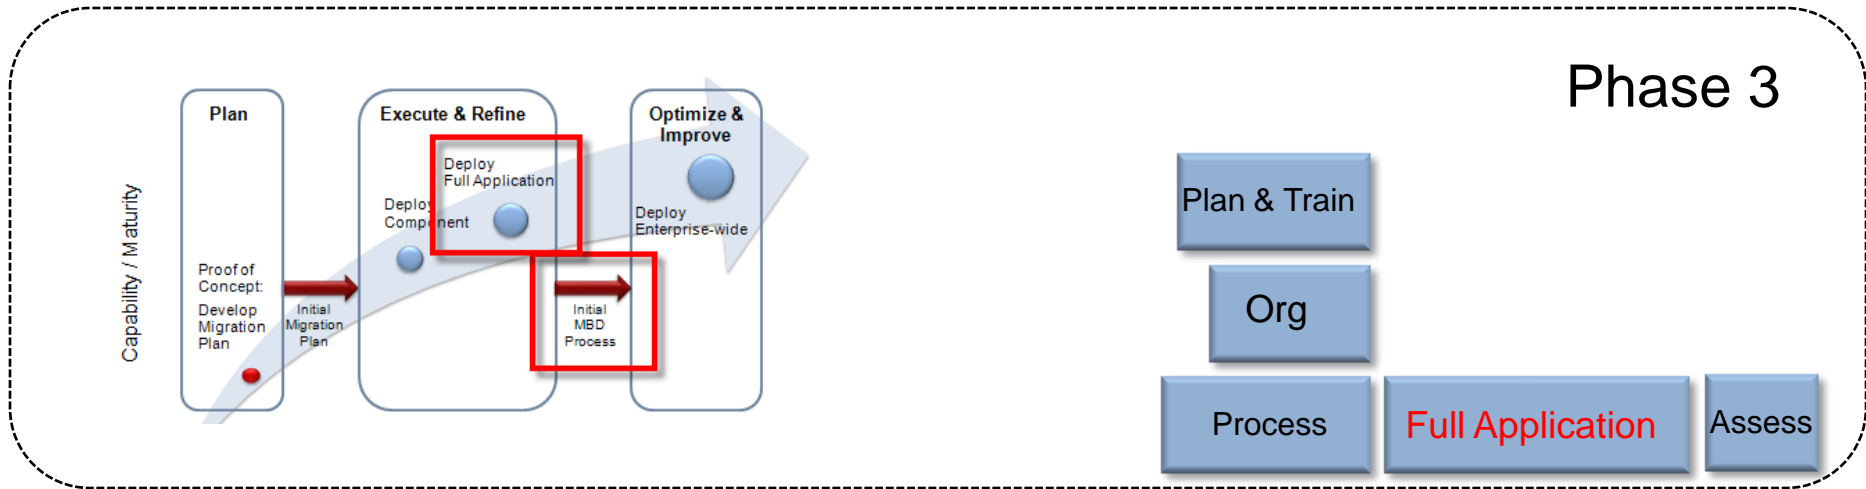 Phase 3
Capability / Maturity
Plan
Proof of
Concept:
Develop
Migration
Plan
Initial
Migration
Plan
Execute & Refine
Deploy
Component
Deploy
Full Application
Initial
MBD
Process
Optimize &
Improve
Deploy
Enterprise-wide
Plan & Train
Org
Process
Full Application
Assess